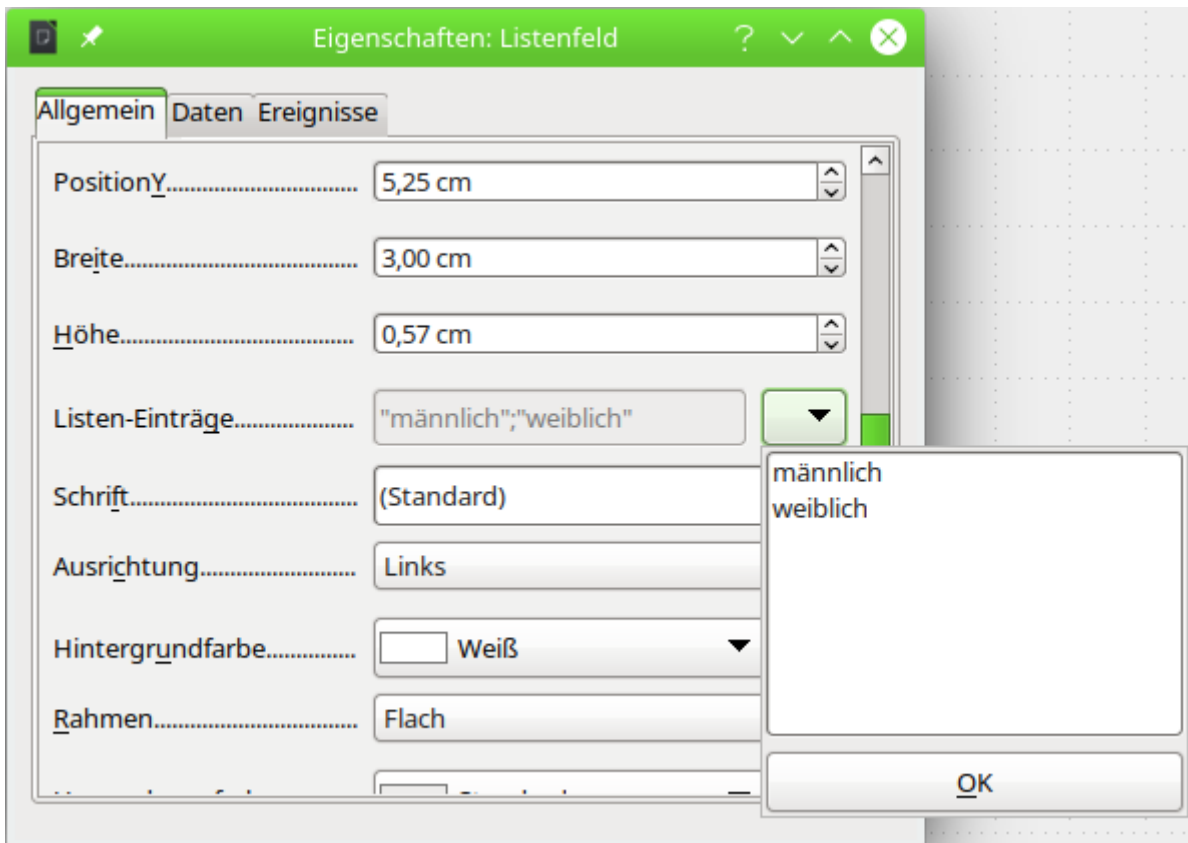 Eigenschaften: Listenfeld
Allgemein Daten Ereignisse
PositionY 5,25 cm
Breite 3,00 cm
Höhe 0,57 cm
Listen-Einträge "männlich";"weiblich"
männlich
weiblich
Schrift (Standard)
Ausrichtung Links
Hintergrundfarbe Weiß
Rahmen Flach
OK